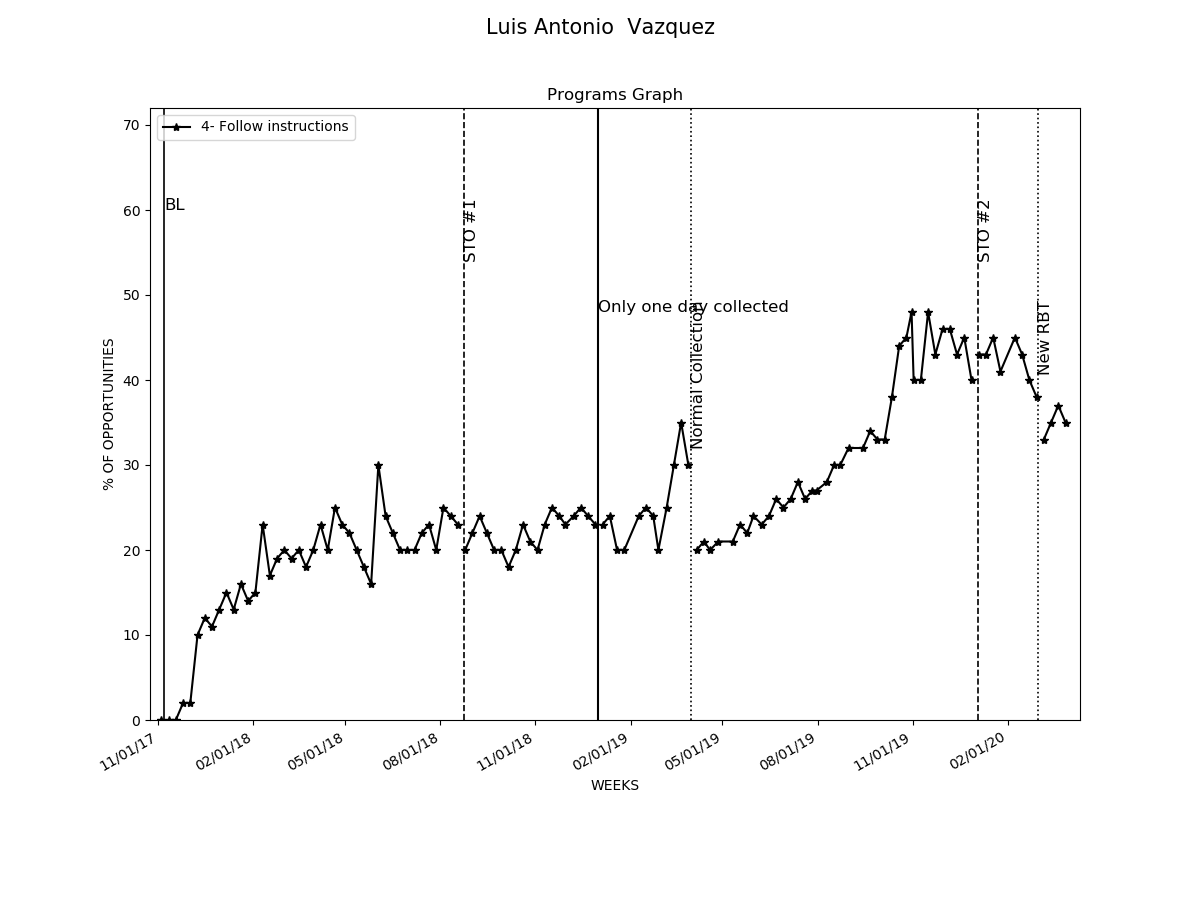 Luis Antonio  Vazquez
Programs Graph
4- Follow instructions
BL
STO #1
Only one day collected
Normal Collection
STO #2
New RBT
% OF OPPORTUNITIES
70
60
50
40
30
20
10
0
11/01/17
02/01/18
05/01/18
08/01/18
11/01/18
02/01/19
05/01/19
08/01/19
11/01/19
02/01/20
WEEKS